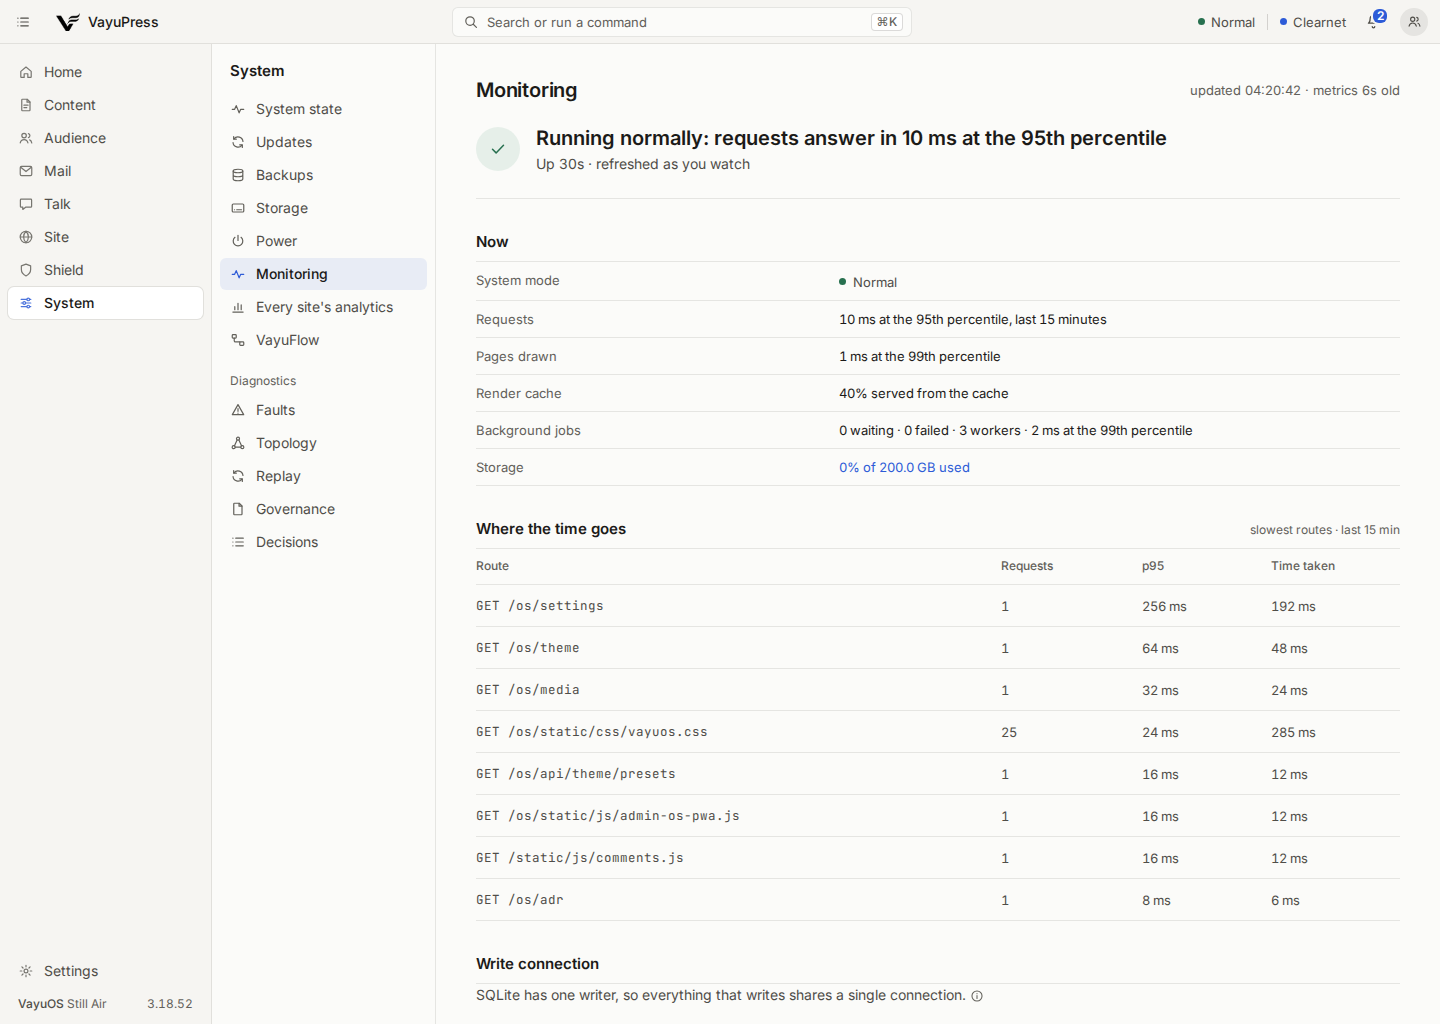 VayuPress
Search or run a command
⌘K
Normal
Clearnet
2
Home
Content
Audience
Mail
Talk
Site
Shield
System
Settings
VayuOS Still Air
3.18.52
System
System state
Updates
Backups
Storage
Power
Monitoring
Every site's analytics
VayuFlow
Diagnostics
Faults
Topology
Replay
Governance
Decisions
Monitoring
updated 04:20:42 · metrics 6s old
Running normally: requests answer in 10 ms at the 95th percentile
Up 30s · refreshed as you watch
Now
System mode Normal
Requests 10 ms at the 95th percentile, last 15 minutes
Pages drawn 1 ms at the 99th percentile
Render cache 40% served from the cache
Background jobs 0 waiting · 0 failed · 3 workers · 2 ms at the 99th percentile
Storage 0% of 200.0 GB used
Where the time goes slowest routes · last 15 min
Route Requests p95 Time taken
GET /os/settings 1 256 ms 192 ms
GET /os/theme 1 64 ms 48 ms
GET /os/media 1 32 ms 24 ms
GET /os/static/css/vayuos.css 25 24 ms 285 ms
GET /os/api/theme/presets 1 16 ms 12 ms
GET /os/static/js/admin-os-pwa.js 1 16 ms 12 ms
GET /static/js/comments.js 1 16 ms 12 ms
GET /os/adr 1 8 ms 6 ms
Write connection
SQLite has one writer, so everything that writes shares a single connection.